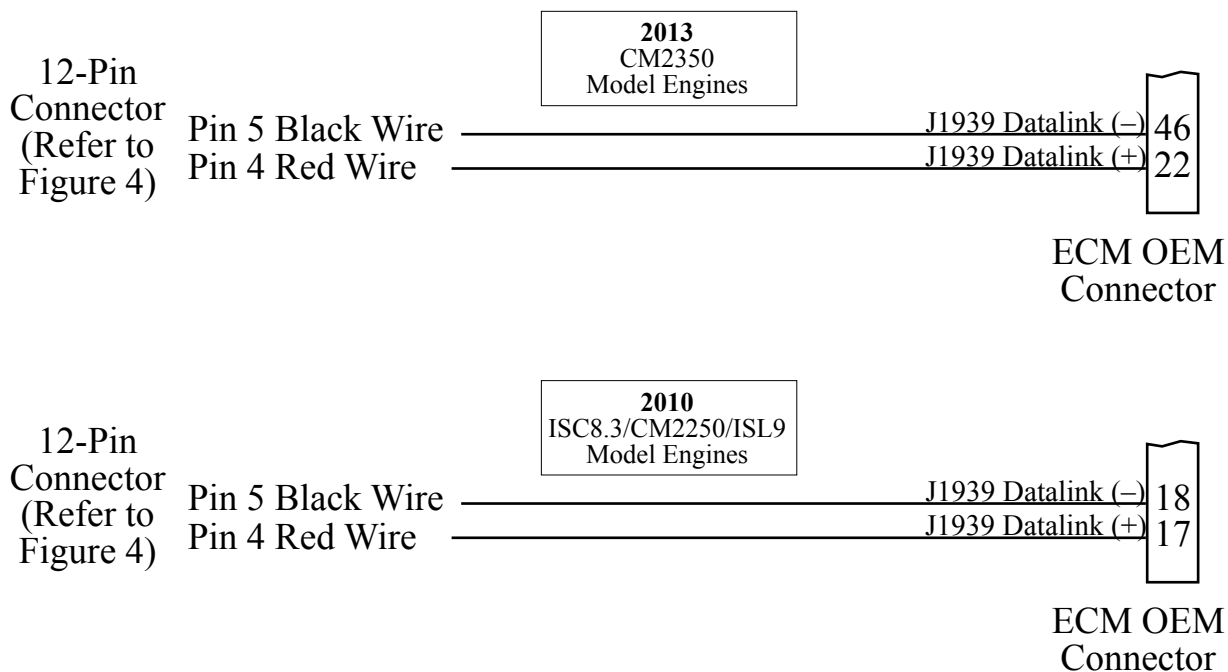 2013
CM2350
Model Engines
12-Pin
Connector
(Refer to
Figure 4)
Pin 5 Black Wire
Pin 4 Red Wire
J1939 Datalink (–)
J1939 Datalink (+)
46
22
ECM OEM
Connector
2010
ISC8.3/CM2250/ISL9
Model Engines
12-Pin
Connector
(Refer to
Figure 4)
Pin 5 Black Wire
Pin 4 Red Wire
J1939 Datalink (–)
J1939 Datalink (+)
18
17
ECM OEM
Connector